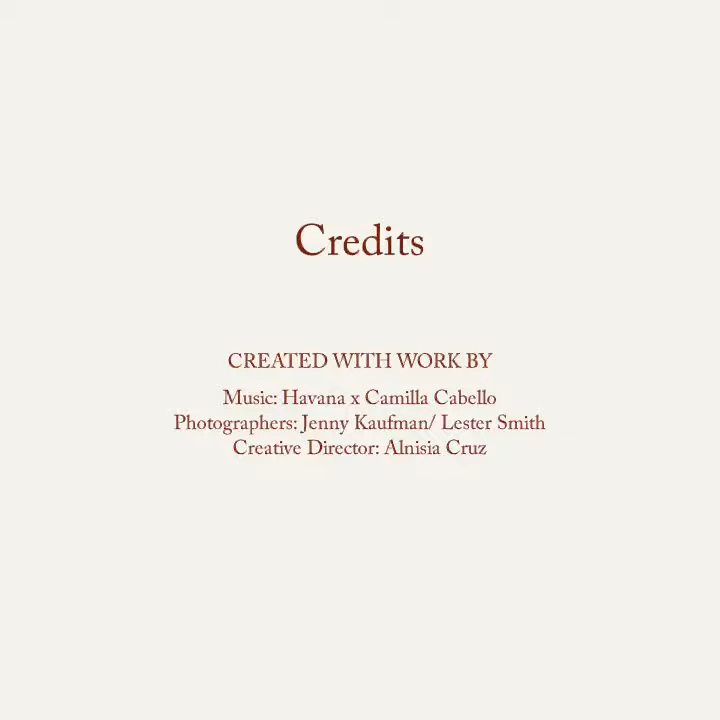 Credits
CREATED WITH WORK BY
Music: Havana x Camilla Cabello
Photographers: Jenny Kaufman/ Lester Smith
Creative Director: Alnisia Cruz